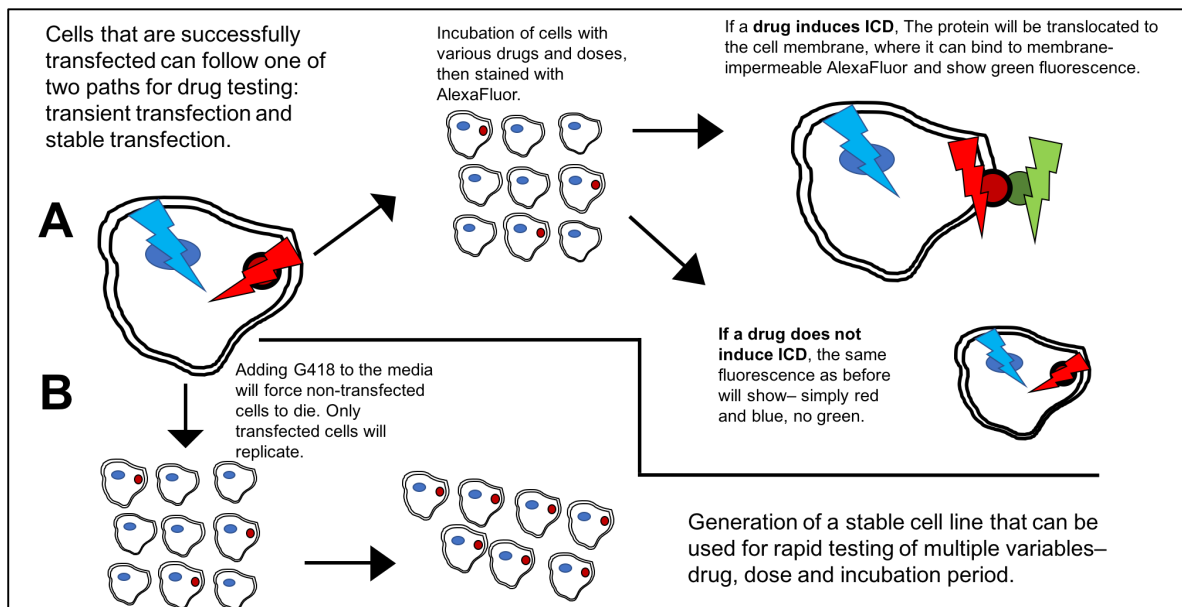 Cells that are successfully
transfected can follow one of
two paths for drug testing:
transient transfection and
stable transfection.
Incubation of cells with
various drugs and doses,
then stained with
AlexaFluor.
If a drug induces ICD, The protein will be translocated to
the cell membrane, where it can bind to membrane-
impermeable AlexaFluor and show green fluorescence.
A
If a drug does not
induce ICD, the same
fluorescence as before
will show– simply red
and blue, no green.
B
Adding G418 to the media
will force non-transfected
cells to die. Only
transfected cells will
replicate.
Generation of a stable cell line that can be
used for rapid testing of multiple variables–
drug, dose and incubation period.